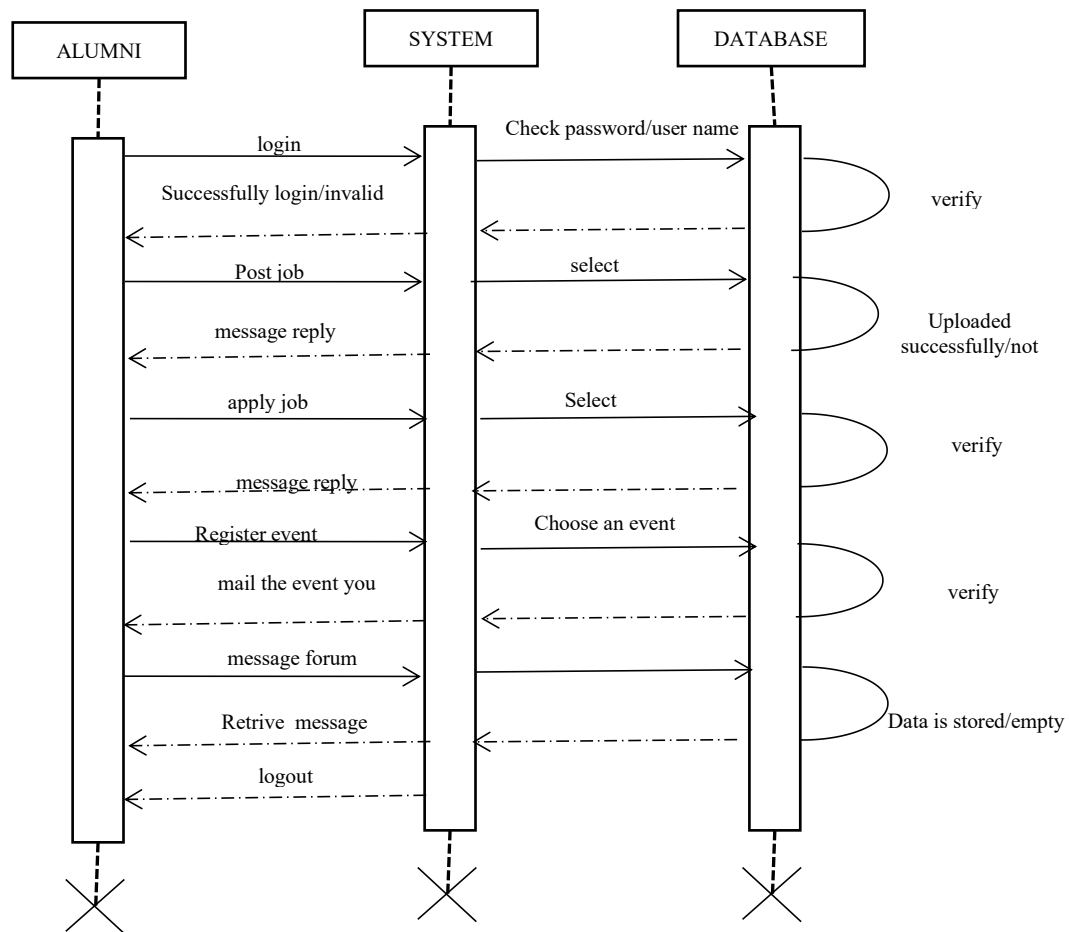 ALUMNI
SYSTEM
DATABASE
login
Check password/user name
verify
Successfully login/invalid
Post job
select
Uploaded
successfully/not
message reply
apply job
Select
verify
message reply
Register event
Choose an event
verify
mail the event you
message forum
Data is stored/empty
Retrive  message
logout